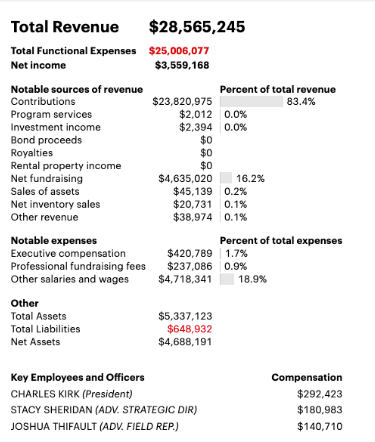 Total Revenue $28,565,245
Total Functional Expenses $25,006,077
Net income $3,559,168
Notable sources of revenue Percent of total revenue
Contributions $23,820,975 83.4%
Program services $2,012 0.0%
Investment income $2,394 0.0%
Bond proceeds $0
Royalties $0
Rental property income $0
Net fundraising $4,635,020 16.2%
Sales of assets $45,139 0.2%
Net inventory sales $20,731 0.1%
Other revenue $38,974 0.1%
Notable expenses Percent of total expenses
Executive compensation $420,789 1.7%
Professional fundraising fees $237,086 0.9%
Other salaries and wages $4,718,341 18.9%
Other
Total Assets $5,337,123
Total Liabilities $648,932
Net Assets $4,688,191
Key Employees and Officers Compensation
CHARLES KIRK (President) $292,423
STACY SHERIDAN (ADV. STRATEGIC DIR) $180,983
JOSHUA THIFAULT (ADV. FIELD REP.) $140,710